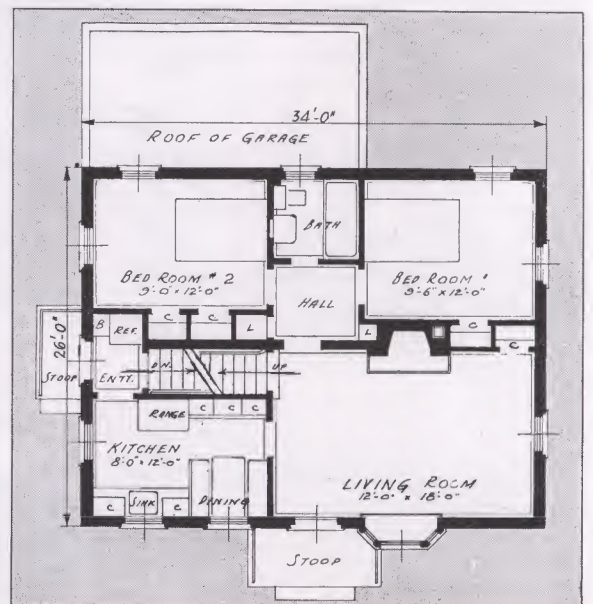 34'-0"
ROOF OF GARAGE
BATH
BED ROOM # 2
9'-0" x 12'-0"
BED ROOM '
9'-6" x 12'-0"
HALL
C
C
L
L
C
C
B
REF.
26'-0"
STOOP
ENTY.
DN.
UP
RANGE
C
C
C
KITCHEN
8'-0" x 12'-0"
LIVING ROOM
12'-0" x 18'-0"
C
SINK
C
DINING
STOOP